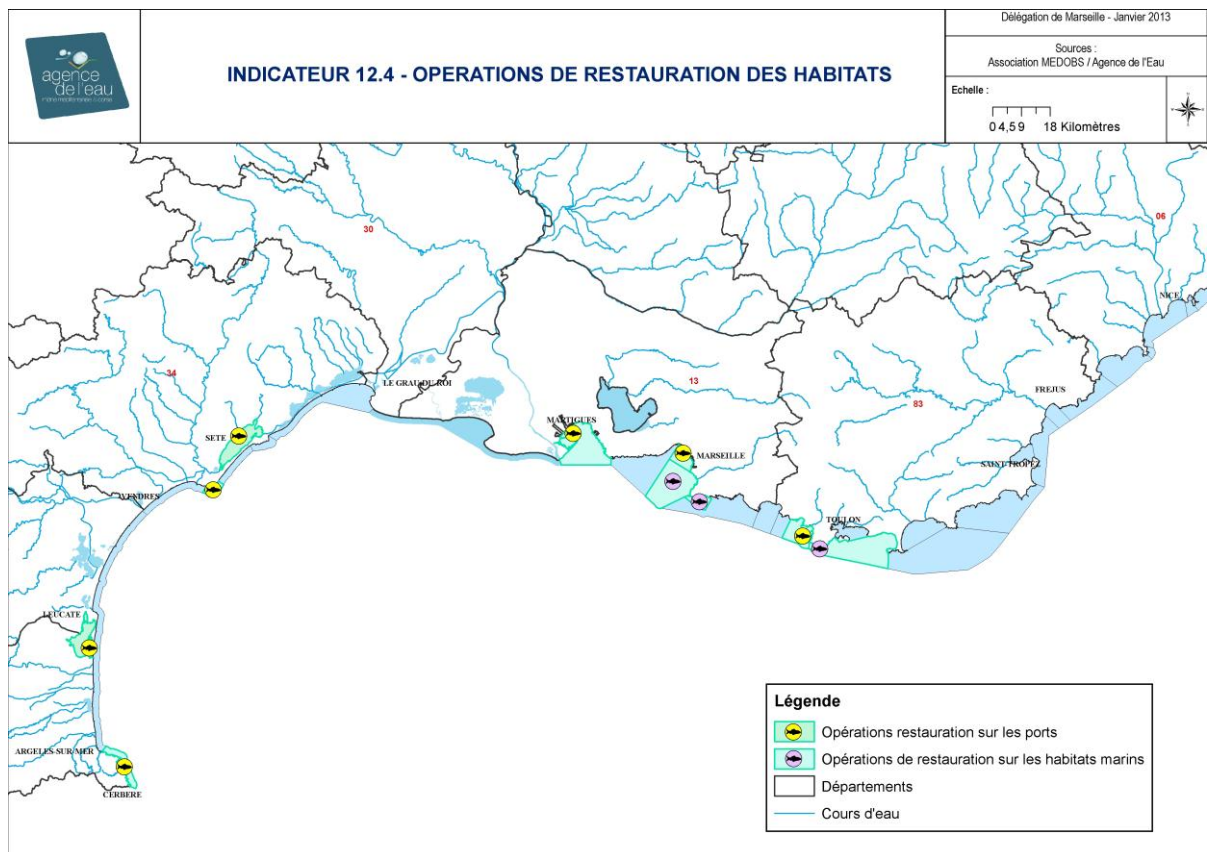 agence
de l'eau
rhône méditerranée & corse
INDICATEUR 12.4 - OPERATIONS DE RESTAURATION DES HABITATS
Délégation de Marseille - Janvier 2013
Sources :
Association MEDOBS / Agence de l'Eau
Echelle :
0 4,5 9 18 Kilomètres
30
06
NICE
34
LE GRAU DU ROI
13
83
FREJUS
SETE
MARTIGUES
MARSEILLE
SAINT TROPEZ
VENDRES
TOULON
LEUCATE
ARGELES-SUR-MER
CERBERE
Légende
Opérations restauration sur les ports
Opérations de restauration sur les habitats marins
Départements
Cours d'eau